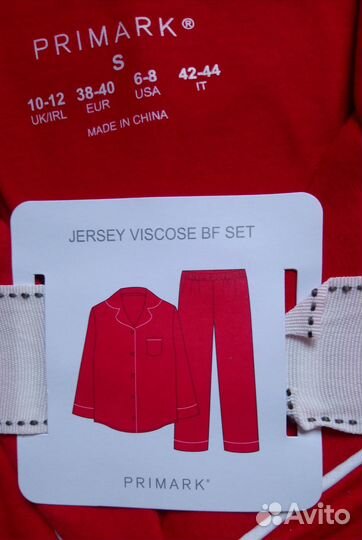 PRIMARK®
S
10-12 38-40 6-8 42-44
UK/IRL EUR USA IT
MADE IN CHINA
JERSEY VISCOSE BF SET
PRIMARK®
Avito